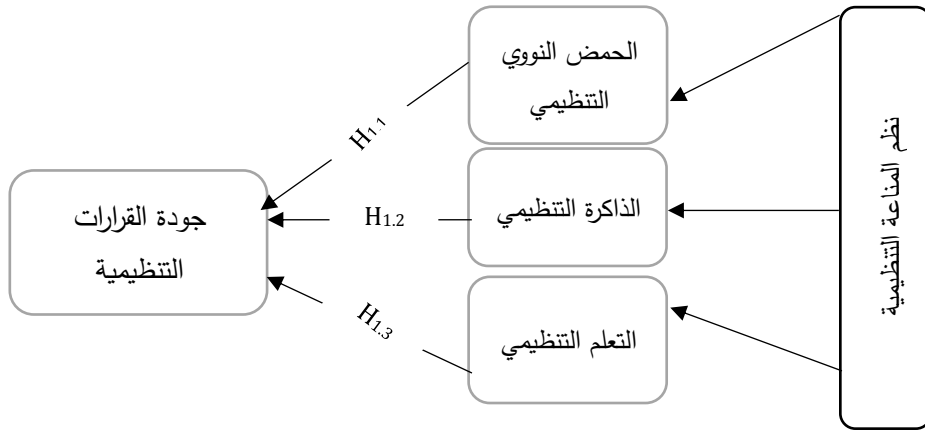 نظم المناعة التنظيمية
الحمض النووي
التنظيمي
الذاكرة التنظيمي
التعلم التنظيمي
H1.1
H1.2
H1.3
جودة القرارات
التنظيمية